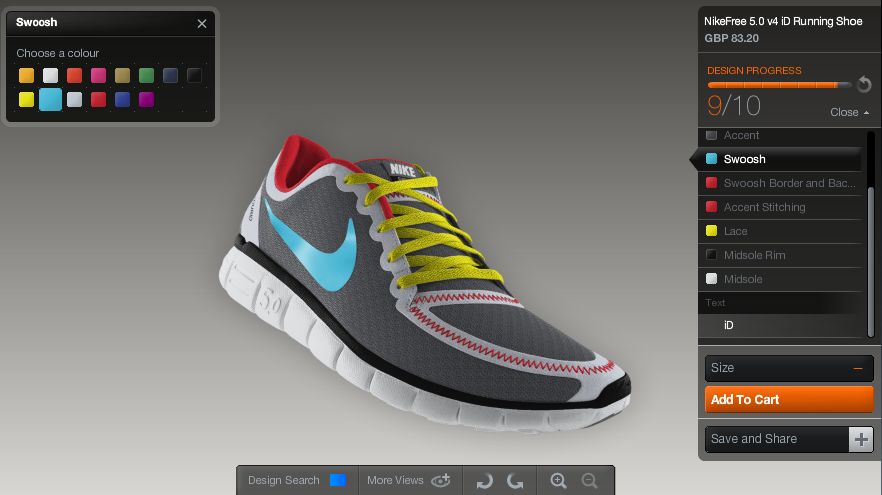 Swoosh
Choose a colour
NikeFree 5.0 v4 iD Running Shoe
GBP 83.20
DESIGN PROGRESS
9/10
Close
Accent
Swoosh
Swoosh Border and Bac...
Accent Stitching
Lace
Midsole Rim
Midsole
Text
iD
Size
Add To Cart
Save and Share
NIKE
5.0
Design Search
More Views